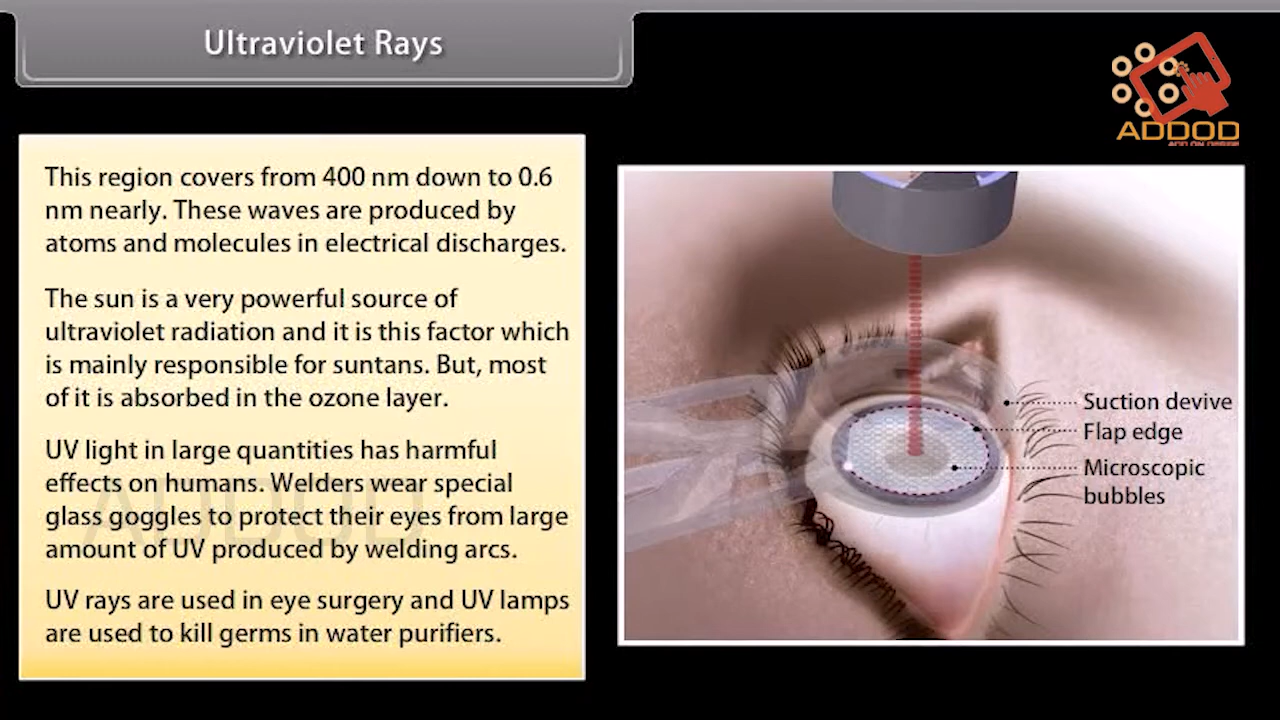 Ultraviolet Rays
ADDOD
ADD ON DESIRE
This region covers from 400 nm down to 0.6
nm nearly. These waves are produced by
atoms and molecules in electrical discharges.
The sun is a very powerful source of
ultraviolet radiation and it is this factor which
is mainly responsible for suntans. But, most
of it is absorbed in the ozone layer.
UV light in large quantities has harmful
effects on humans. Welders wear special
glass goggles to protect their eyes from large
amount of UV produced by welding arcs.
UV rays are used in eye surgery and UV lamps
are used to kill germs in water purifiers.
ADDOD
Suction devive
Flap edge
Microscopic
bubbles